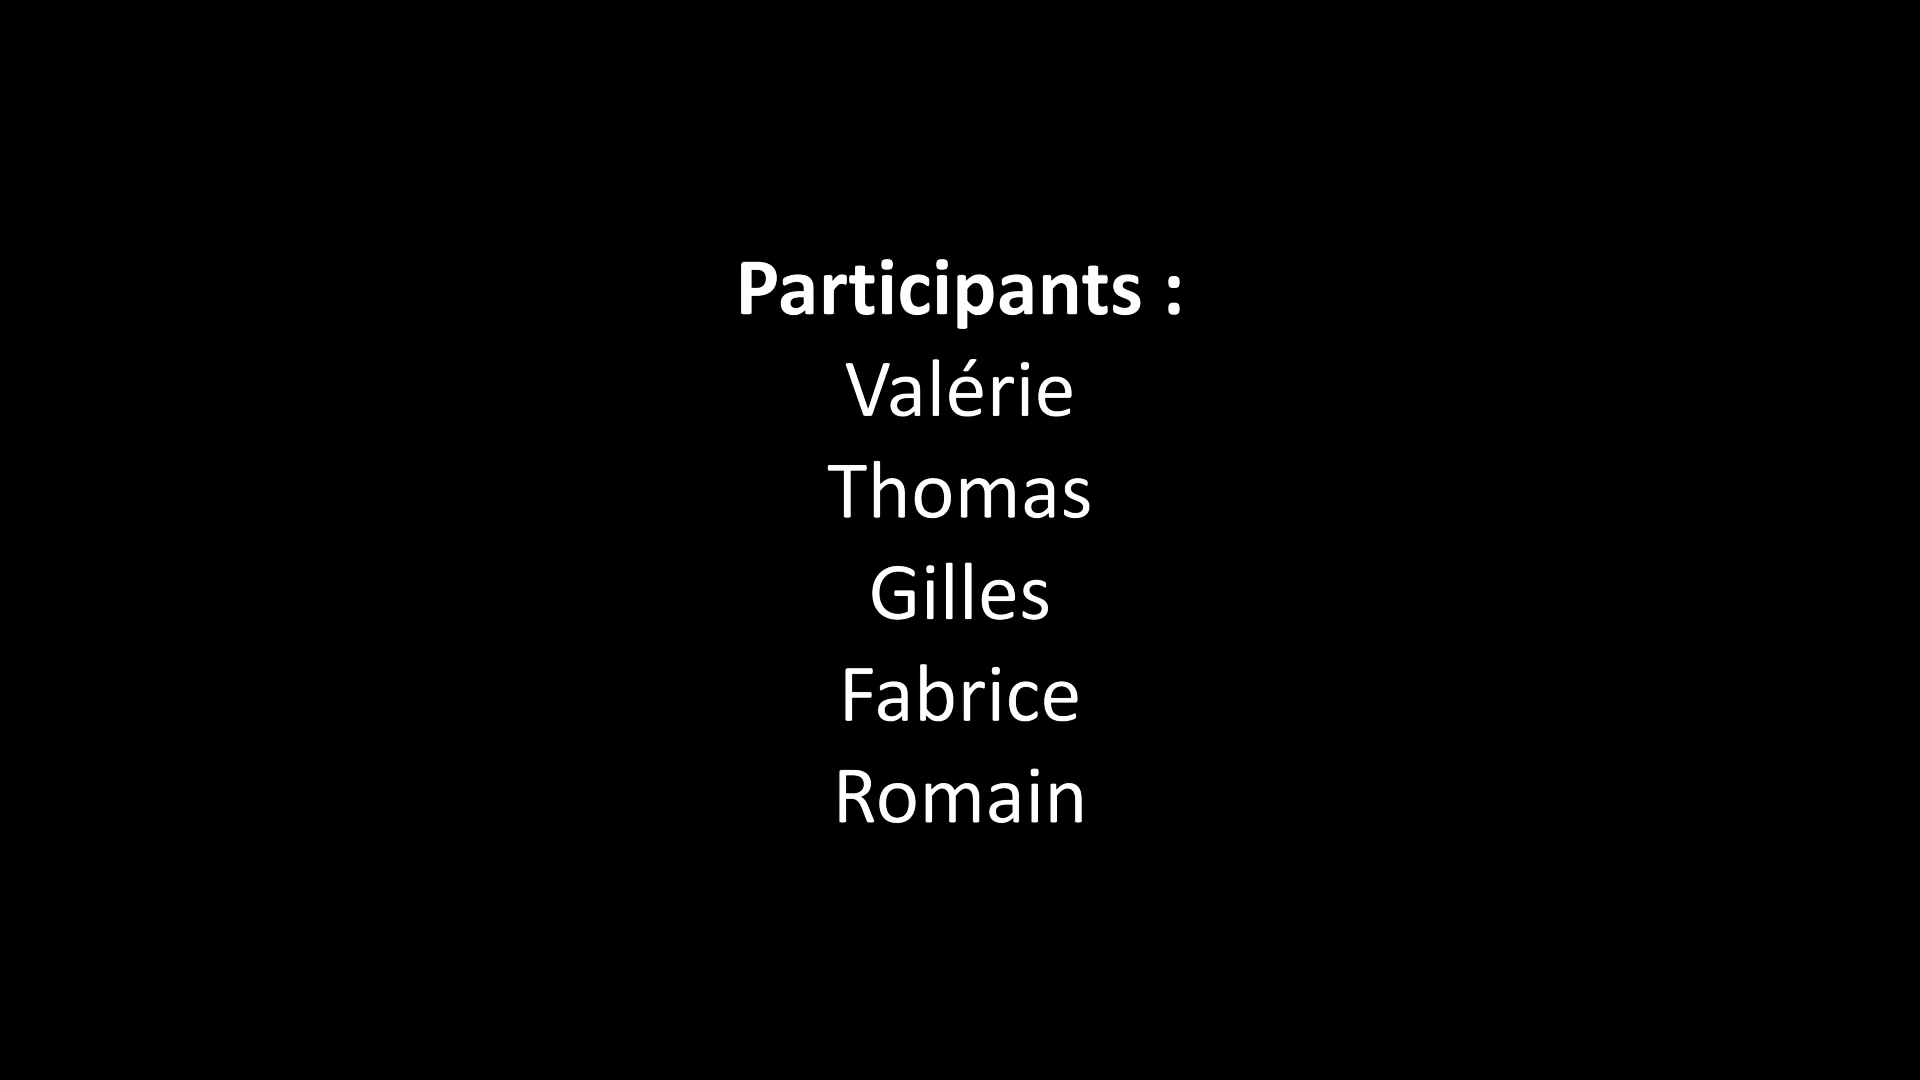 Participants :
Valérie
Thomas
Gilles
Fabrice
Romain